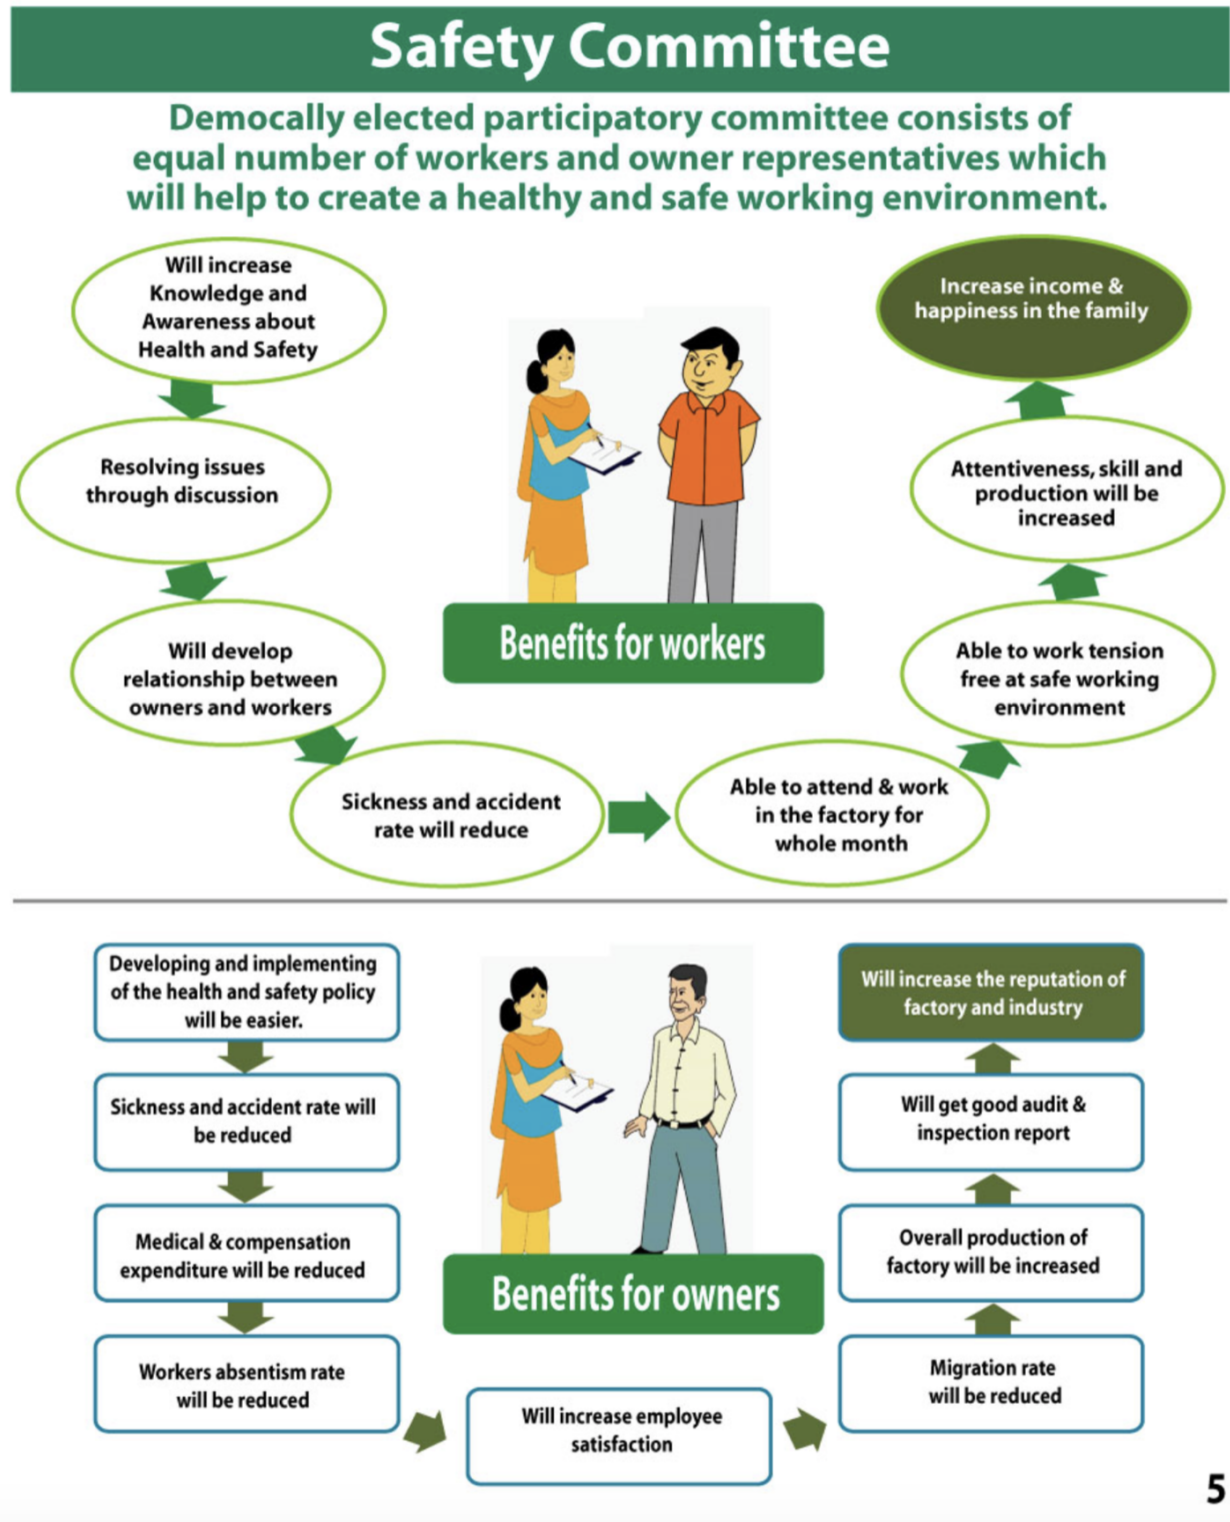 Safety Committee
Democally elected participatory committee consists of
equal number of workers and owner representatives which
will help to create a healthy and safe working environment.
Will increase
Knowledge and
Awareness about
Health and Safety
Resolving issues
through discussion
Will develop
relationship between
owners and workers
Sickness and accident
rate will reduce
Able to attend & work
in the factory for
whole month
Able to work tension
free at safe working
environment
Attentiveness, skill and
production will be
increased
Increase income &
happiness in the family
Benefits for workers
Developing and implementing
of the health and safety policy
will be easier.
Sickness and accident rate will
be reduced
Medical & compensation
expenditure will be reduced
Workers absentism rate
will be reduced
Will increase employee
satisfaction
Migration rate
will be reduced
Overall production of
factory will be increased
Will get good audit &
inspection report
Will increase the reputation of
factory and industry
Benefits for owners
5